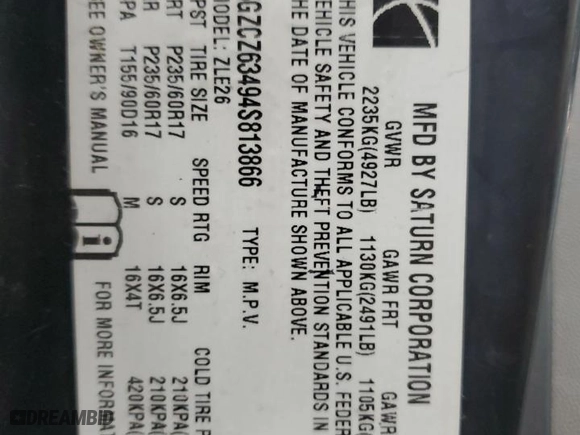 MFD BY SATURN CORPORATION
GVWR GAWR FRT GAWR
2235KG(4927LB) 1130KG(2491LB) 1105KG(
HIS VEHICLE CONFORMS TO ALL APPLICABLE U.S. FEDER
EHICLE SAFETY AND THEFT PREVENTION STANDARDS IN
HE DATE OF MANUFACTURE SHOWN ABOVE.
GZCZ63494S813866 TYPE: M.P.V.
MODEL: ZLE26
PST TIRE SIZE SPEED RTG RIM COLD TIRE P
RT P235/60R17 S 16X6.5J 210KPA(
R P235/60R17 S 16X6.5J 210KPA(
PA T155/90D16 M 16X4T 420KPA(
EE OWNER'S MANUAL i FOR MORE INFORMAT
DREAMBID